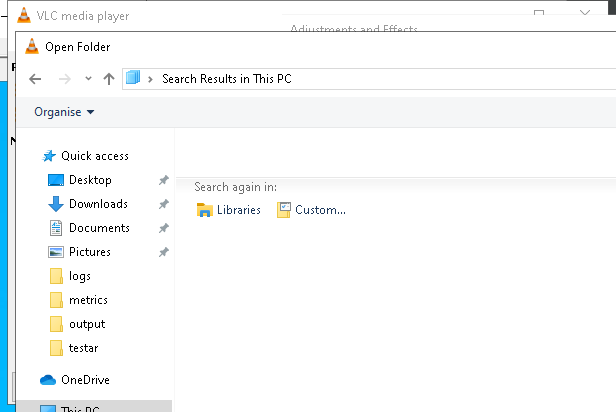 VLC media player
Adjustments and Effects
Open Folder
Search Results in This PC
Organise
Quick access
Desktop
Downloads
Documents
Pictures
logs
metrics
output
testar
OneDrive
This PC
Search again in:
Libraries
Custom...